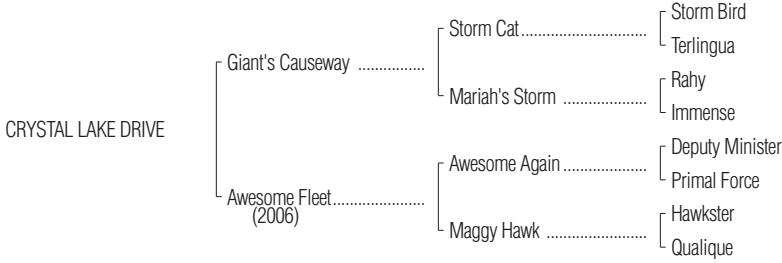 Storm Bird
Storm Cat..............................
Terlingua
Giant's Causeway ................
Rahy
Mariah's Storm ....................
Immense
CRYSTAL LAKE DRIVE
Deputy Minister
Awesome Again....................
Primal Force
Awesome Fleet......................
(2006)
Hawkster
Maggy Hawk ........................
Qualique